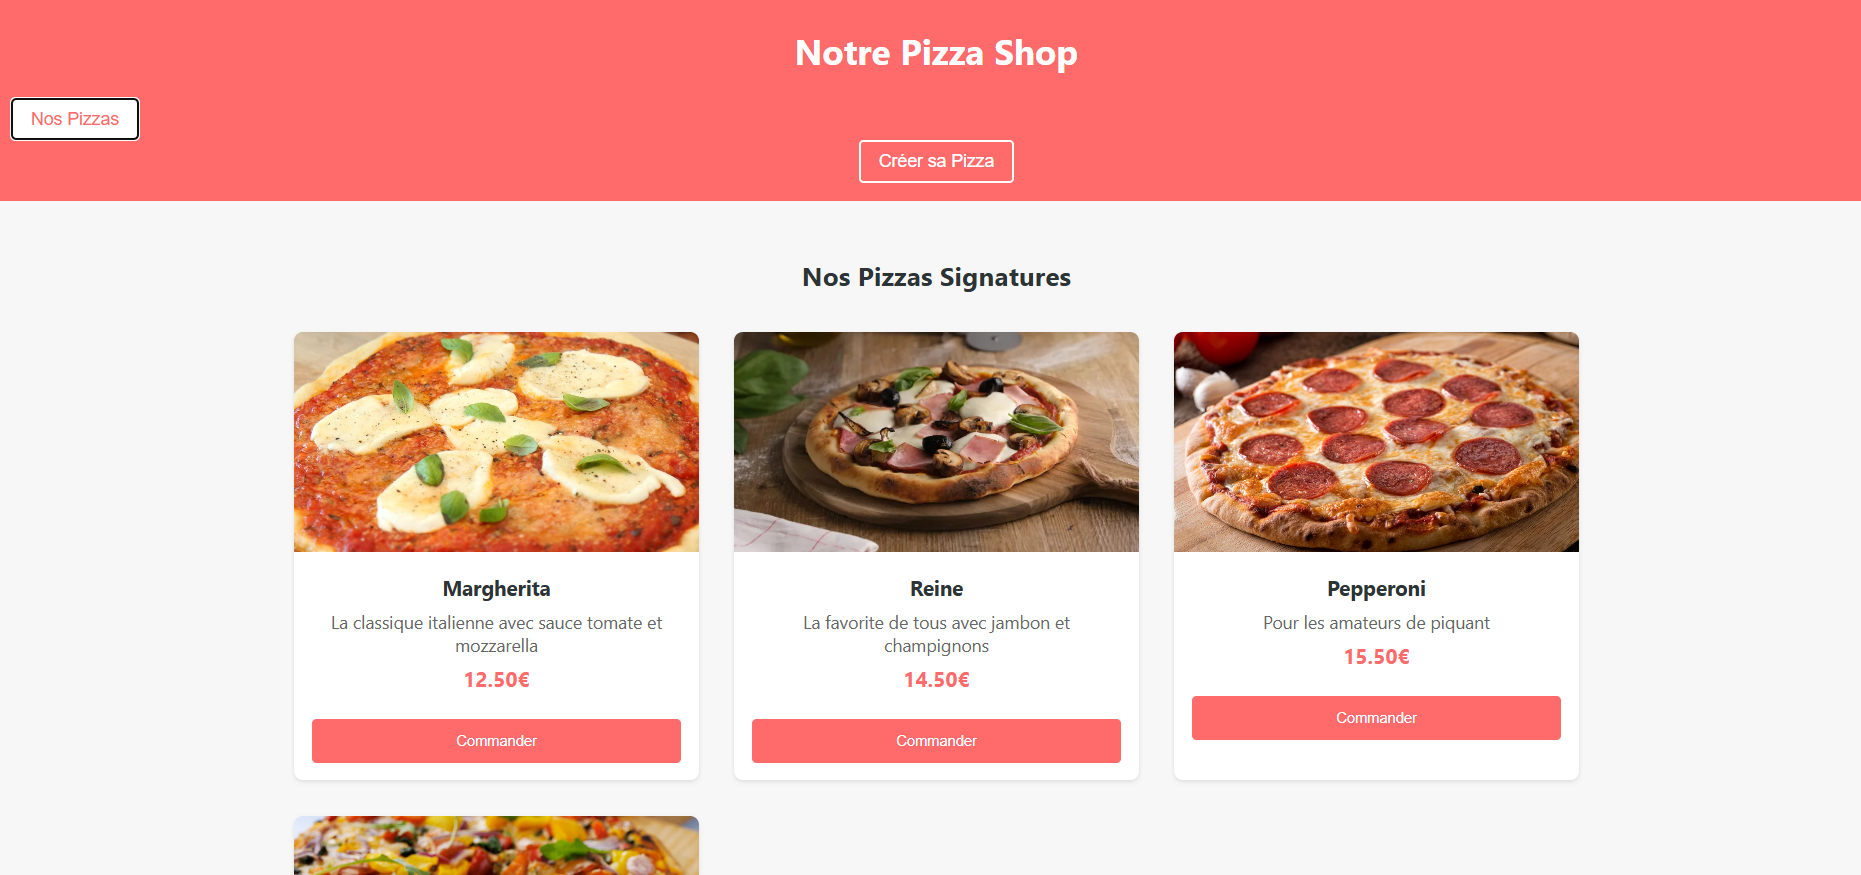 Notre Pizza Shop
Nos Pizzas
Créer sa Pizza
Nos Pizzas Signatures
Margherita
La classique italienne avec sauce tomate et
mozzarella
12.50€
Commander
Reine
La favorite de tous avec jambon et
champignons
14.50€
Commander
Pepperoni
Pour les amateurs de piquant
15.50€
Commander